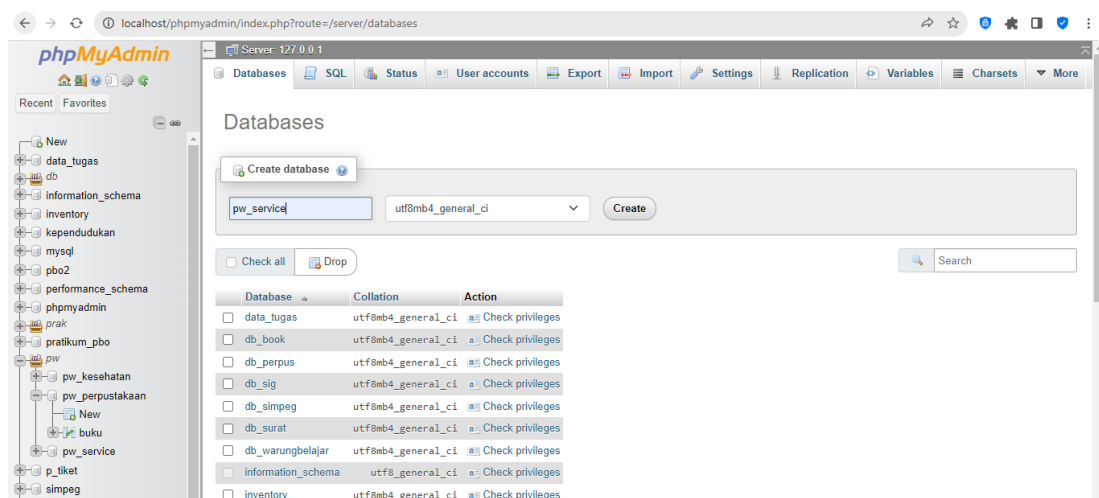 localhost/phpmyadmin/index.php?route=/server/databases
phpMyAdmin
Recent Favorites
New
data_tugas
db
information_schema
inventory
kependudukan
mysql
pbo2
performance_schema
phpmyadmin
prak
pratikum_pbo
pw
pw_kesehatan
pw_perpustakaan
New
buku
pw_service
p_tiket
simpeg
Server: 127.0.0.1
Databases SQL Status User accounts Export Import Settings Replication Variables Charsets More
Databases
Create database
pw_service utf8mb4_general_ci Create
Check all Drop Search
Database Collation Action
data_tugas utf8mb4_general_ci Check privileges
db_book utf8mb4_general_ci Check privileges
db_perpus utf8mb4_general_ci Check privileges
db_sig utf8mb4_general_ci Check privileges
db_simpeg utf8mb4_general_ci Check privileges
db_surat utf8mb4_general_ci Check privileges
db_warungbelajar utf8mb4_general_ci Check privileges
information_schema utf8_general_ci Check privileges
inventory utf8mb4_general_ci Check privileges